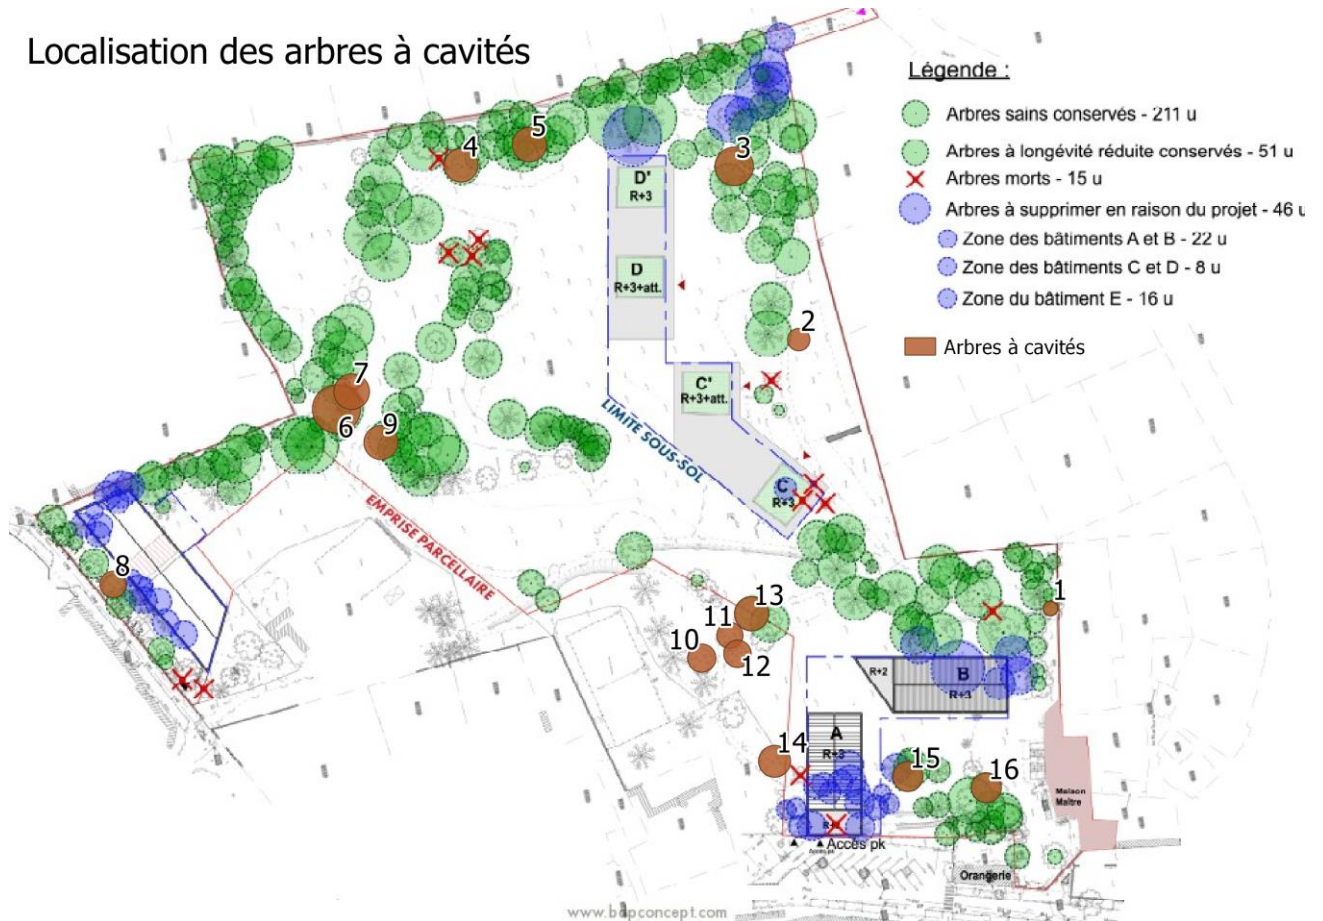 Localisation des arbres à cavités
Légende :
Arbres sains conservés - 211 u
Arbres à longévité réduite conservés - 51 u
Arbres morts - 15 u
Arbres à supprimer en raison du projet - 46 u
Zone des bâtiments A et B - 22 u
Zone des bâtiments C et D - 8 u
Zone du bâtiment E - 16 u
Arbres à cavités
5
4
3
D'
R+3
D
R+3+att.
2
7
C'
R+3+att.
6
9
LIMITE SOUS-SOL
C
R+3
EMPRISE PARCELLAIRE
8
1
13
11
10
12
R+2
B
R+3
A
R+3
14
15
16
Maison
Maître
Accès pk
Accès pk
Orangerie
www.bdpconcept.com